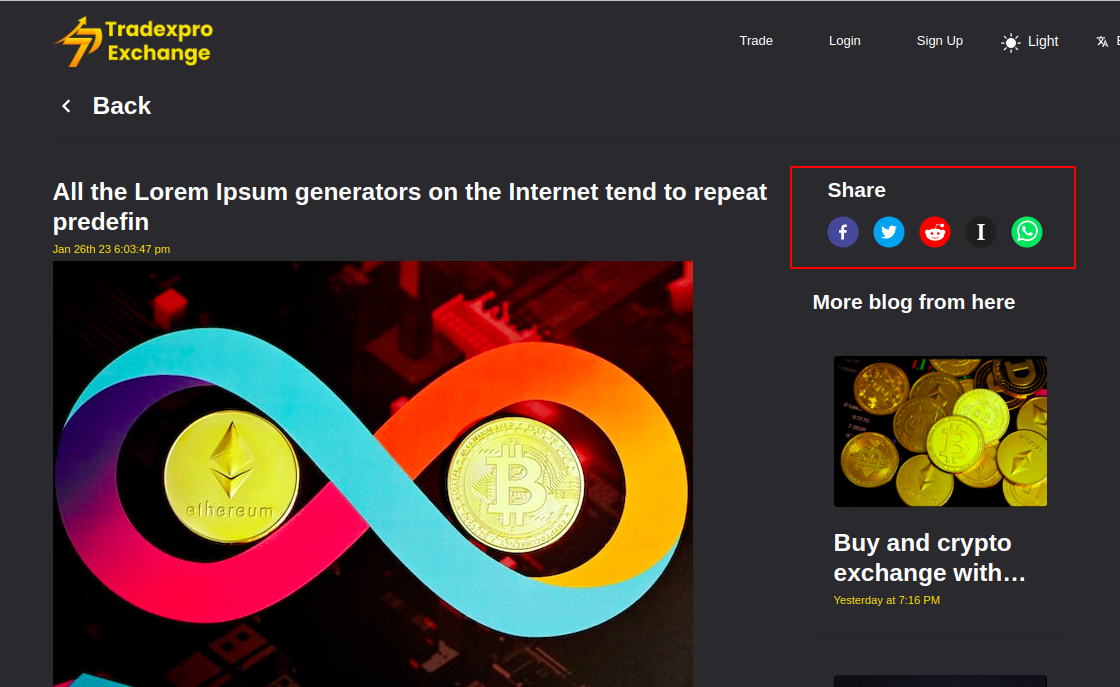 Tradexpro
Exchange
Trade
Login
Sign Up
Light
Back
All the Lorem Ipsum generators on the Internet tend to repeat
predefin
Jan 26th 23 6:03:47 pm
ethereum
Share
More blog from here
Buy and crypto
exchange with…
Yesterday at 7:16 PM